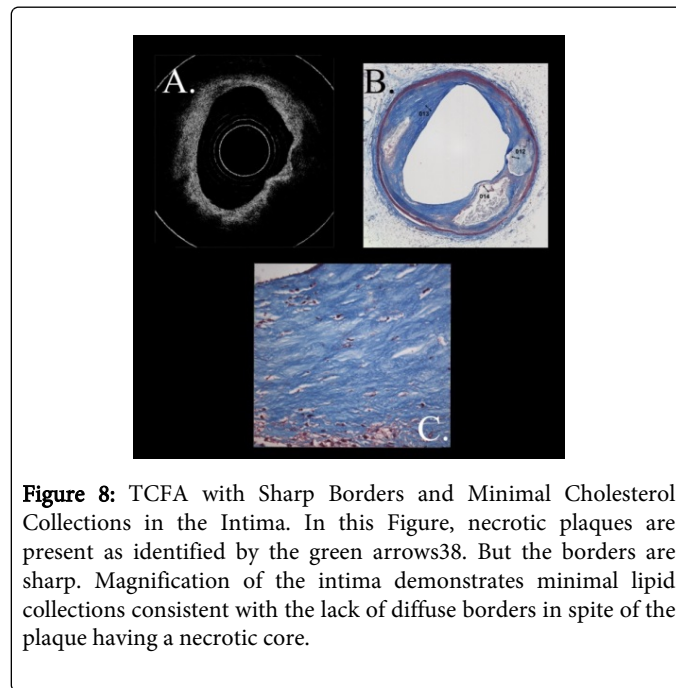 A.
B.
C.
Figure 8: TCFA with Sharp Borders and Minimal Cholesterol
Collections in the Intima. In this Figure, necrotic plaques are
present as identified by the green arrows38. But the borders are
sharp. Magnification of the intima demonstrates minimal lipid
collections consistent with the lack of diffuse borders in spite of the
plaque having a necrotic core.